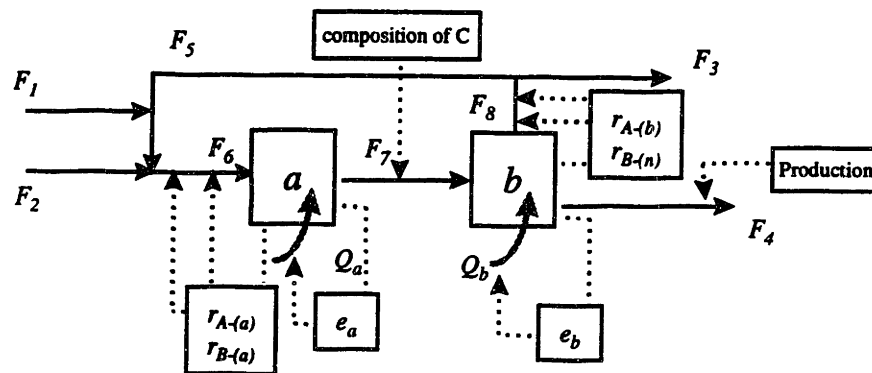 composition of C
F5
F3
F1
F8
rA-(b)
rB-(n)
F6
F7
a
b
Production
F2
F4
Qa
Qb
rA-(a)
rB-(a)
ea
eb